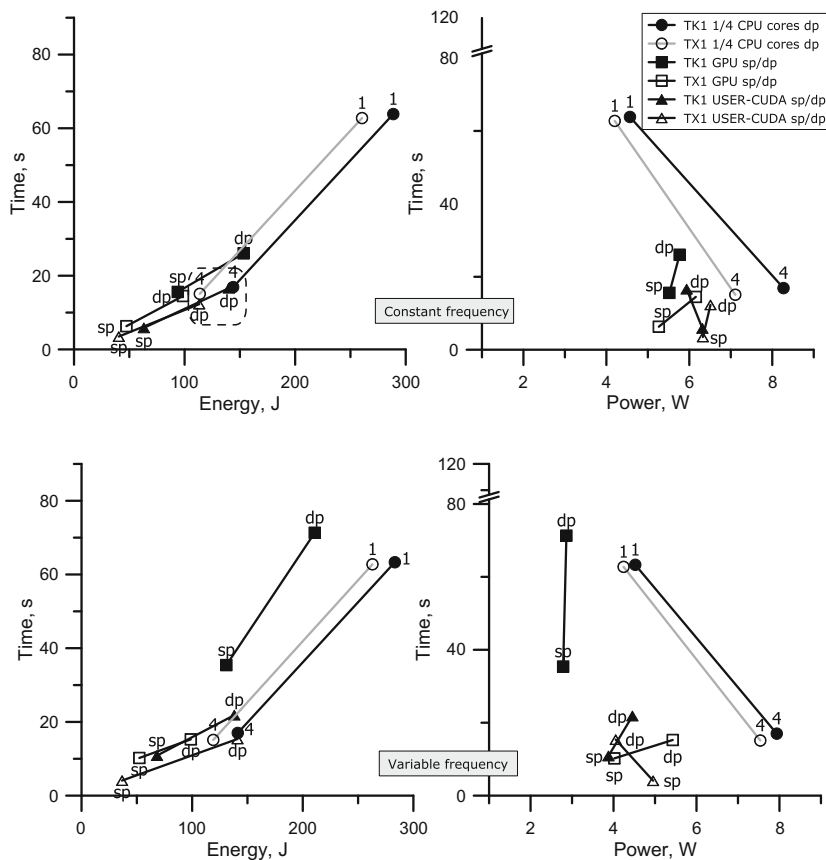 120
80
TK1 1/4 CPU cores dp
TX1 1/4 CPU cores dp
TK1 GPU sp/dp
TX1 GPU sp/dp
TK1 USER-CUDA sp/dp
TX1 USER-CUDA sp/dp
Time, s
80
60
40
20
0
1
1
dp
4
4
sp
dp
dp
dp
sp
sp
sp
0
100
200
300
Energy, J
Constant frequency
Time, s
40
0
1
1
dp
sp
dp
4
4
dp
sp
sp
2
4
6
8
Power, W
Time, s
80
60
40
20
0
dp
1
1
sp
dp
4
4
sp
dp
dp
sp
sp
0
100
200
300
Energy, J
Variable frequency
Time, s
120
80
40
0
dp
1
1
sp
dp
4
4
dp
dp
sp
sp
sp
2
4
6
8
Power, W